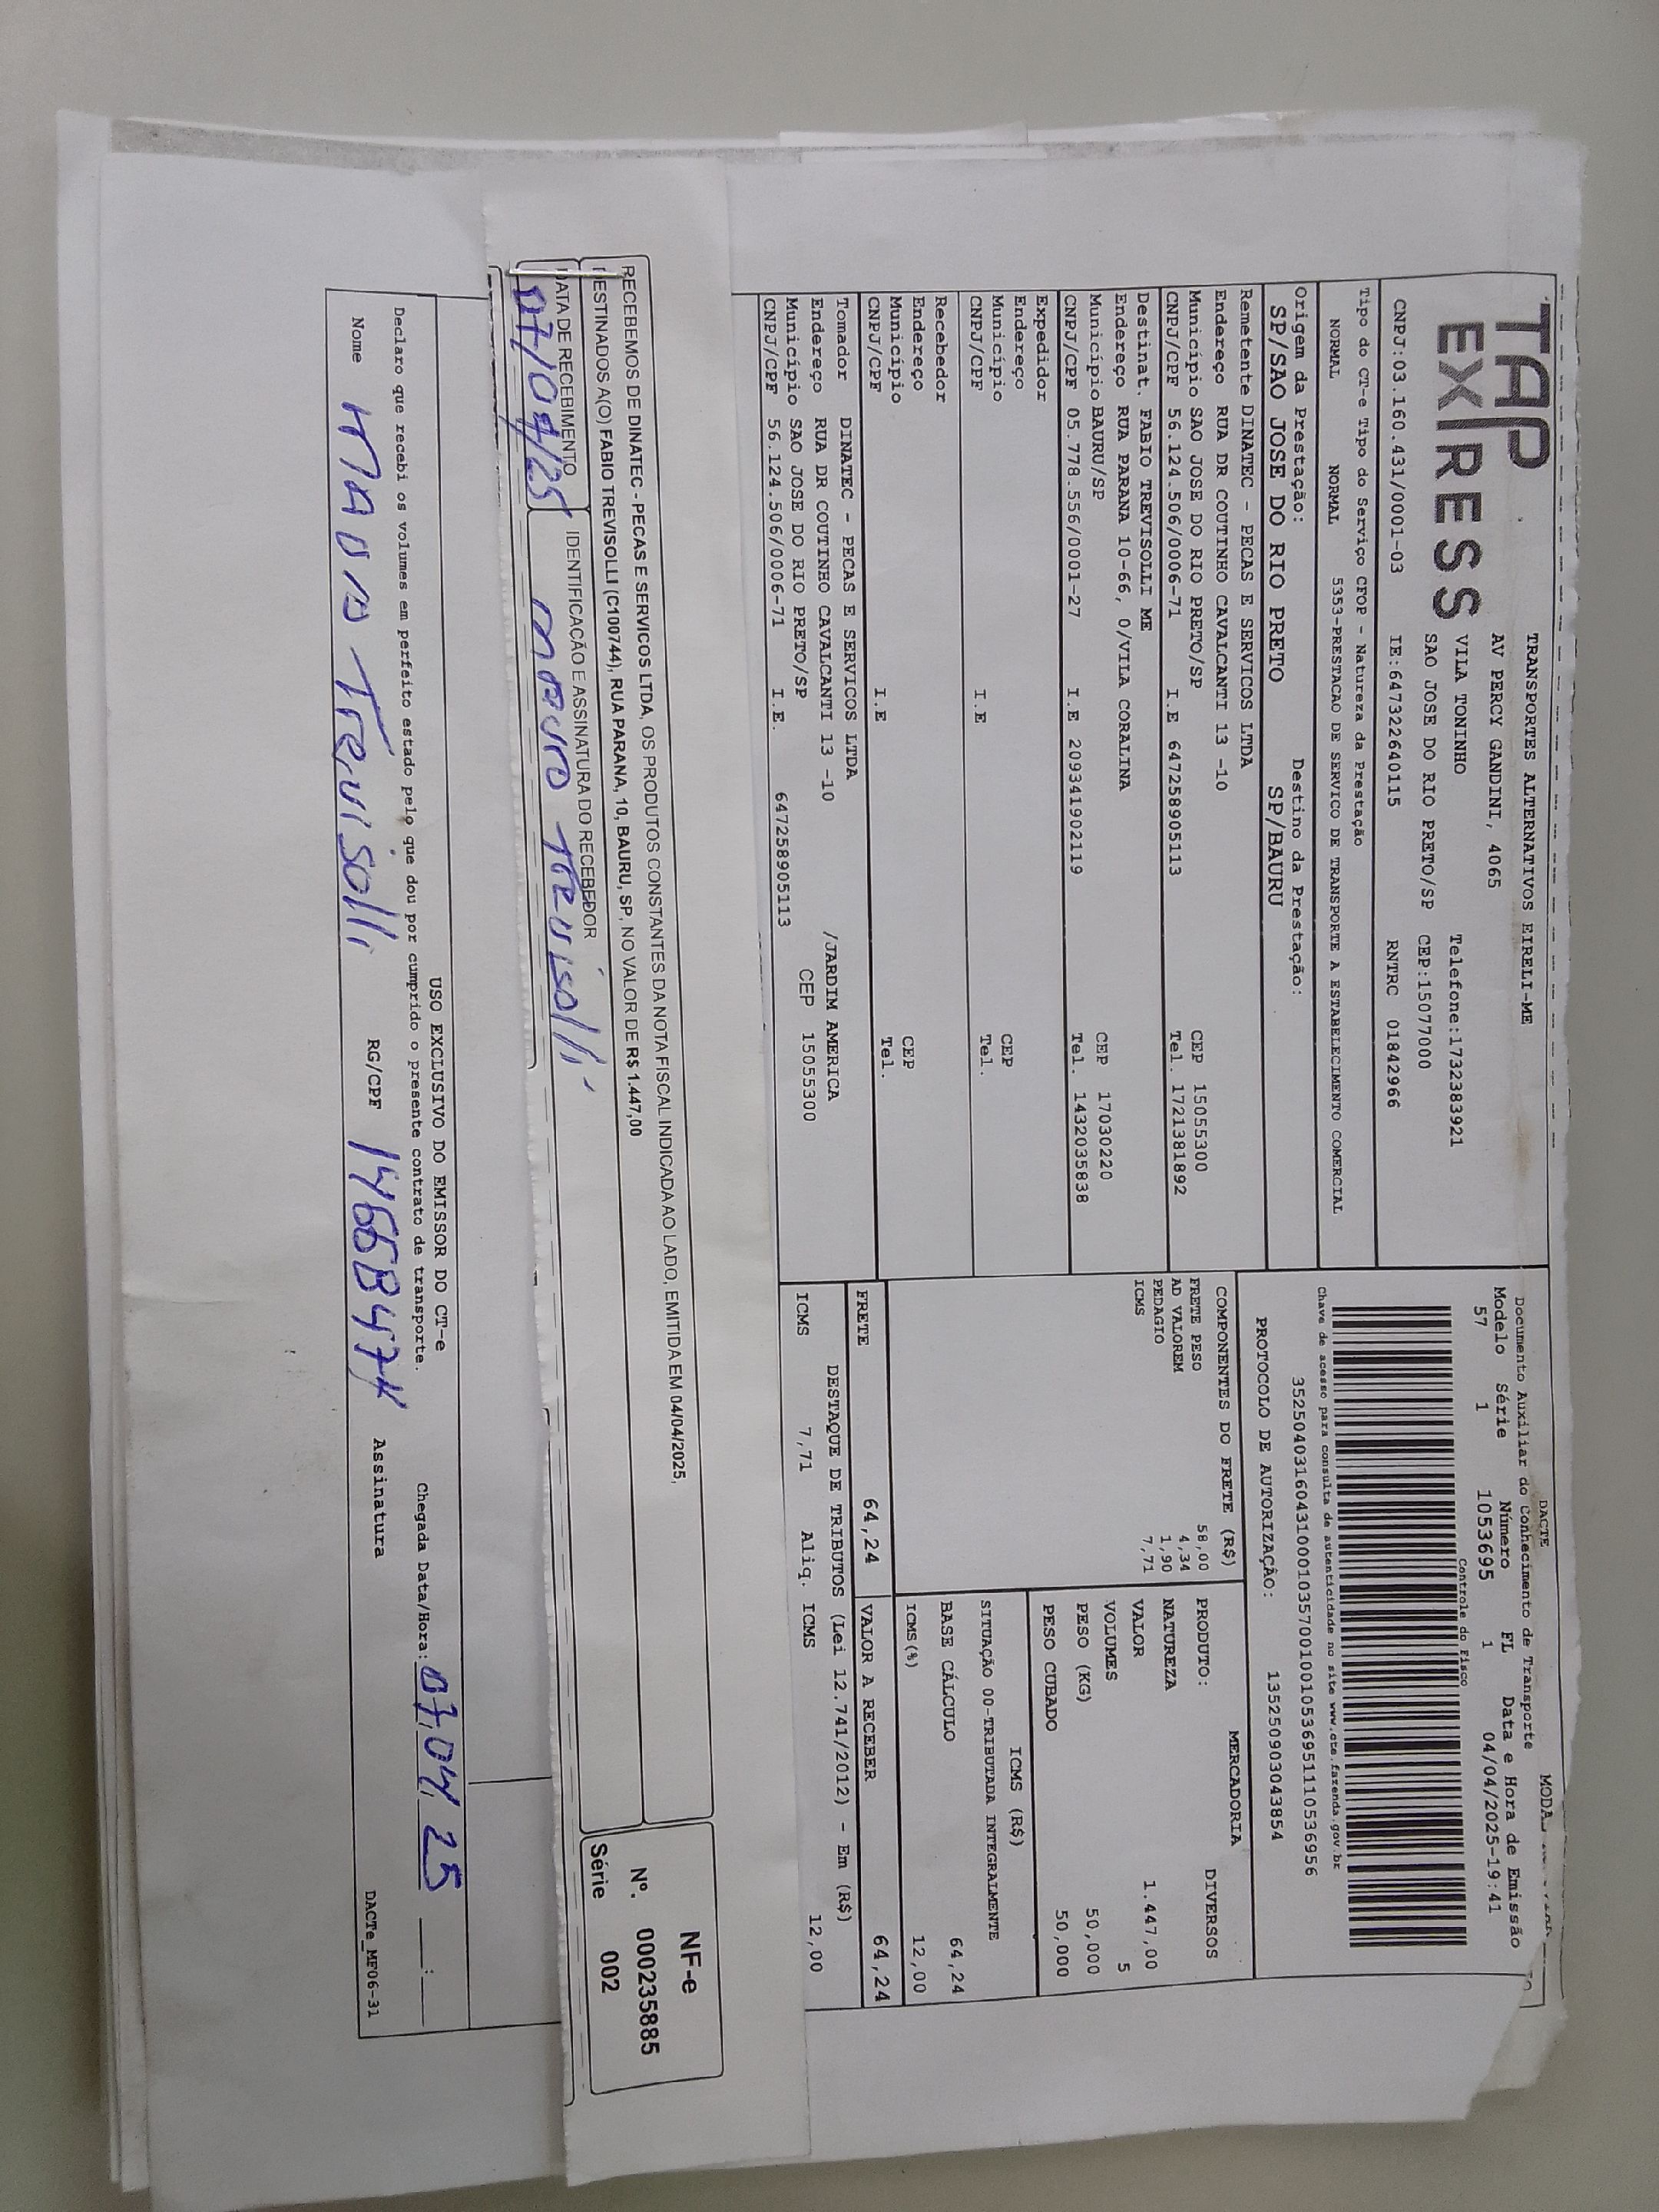 TAP
EXPRESS
TRANSPORTES ALTERNATIVOS EIRELI-ME
AV PERCY GANDINI, 4065
VILA TONINHO Telefone:1732383921
SAO JOSE DO RIO PRETO/SP CEP:15077000
CNPJ:03.160.431/0001-03 IE:647322640115 RNTRC 01842966
DACTE
Documento Auxiliar do Conhecimento de Transporte
Modelo Série Número FL Data e Hora de Emissão
57 1 1053695 1 04/04/2025-19:41
Controle do Fisco
Chave de acesso para consulta de autenticidade no site www.cte.fazenda.gov.br
35250403160431000103570010010536951110536956
PROTOCOLO DE AUTORIZAÇÃO: 135250903043854
Tipo do CT-e Tipo do Serviço CFOP - Natureza da Prestação
NORMAL NORMAL 5353-PRESTACAO DE SERVICO DE TRANSPORTE A ESTABELECIMENTO COMERCIAL
Origem da Prestação: Destino da Prestação:
SP/SAO JOSE DO RIO PRETO SP/BAURU
Remetente DINATEC - PECAS E SERVICOS LTDA
Endereço RUA DR COUTINHO CAVALCANTI 13 -10
Município SAO JOSE DO RIO PRETO/SP CEP 15055300
CNPJ/CPF 56.124.506/0006-71 I.E 647258905113 Tel. 1721381892
Destinat. FABIO TREVISOLLI ME
Endereço RUA PARANA 10-66, 0/VILA CORALINA
Município BAURU/SP CEP 17030220
CNPJ/CPF 05.778.556/0001-27 I.E 209341902119 Tel. 1432035838
Expedidor
Endereço
Município CEP
CNPJ/CPF I.E Tel.
Recebedor
Endereço
Município CEP
CNPJ/CPF I.E Tel.
Tomador DINATEC - PECAS E SERVICOS LTDA
Endereço RUA DR COUTINHO CAVALCANTI 13 -10 /JARDIM AMERICA
Município SAO JOSE DO RIO PRETO/SP CEP 15055300
CNPJ/CPF 56.124.506/0006-71 I.E. 647258905113
COMPONENTES DO FRETE (R$)
FRETE PESO 58,00
AD VALOREM 4,34
PEDAGIO 1,90
ICMS 7,71
MERCADORIA
PRODUTO: DIVERSOS
NATUREZA
VALOR 1.447,00
VOLUMES 5
PESO (KG) 50,000
PESO CUBADO 50,000
ICMS (R$)
SITUAÇÃO 00-TRIBUTADA INTEGRALMENTE
BASE CÁLCULO 64,24
ICMS(%) 12,00
FRETE 64,24 VALOR A RECEBER 64,24
DESTAQUE DE TRIBUTOS (Lei 12.741/2012) - Em (R$)
ICMS 7,71 Aliq. ICMS 12,00
RECEBEMOS DE DINATEC - PECAS E SERVICOS LTDA, OS PRODUTOS CONSTANTES DA NOTA FISCAL INDICADA AO LADO, EMITIDA EM 04/04/2025,
DESTINADOS A(O) FABIO TREVISOLLI (C100744), RUA PARANA, 10, BAURU, SP, NO VALOR DE R$ 1.447,00
DATA DE RECEBIMENTO IDENTIFICAÇÃO E ASSINATURA DO RECEBEDOR
07/04/25 mauro Trevisolli
NF-e
Nº. 000235885
Série 002
USO EXCLUSIVO DO EMISSOR DO CT-e
Declaro que recebi os volumes em perfeito estado pelo que dou por cumprido o presente contrato de transporte. Chegada Data/Hora: 07,04,25 __:__
Nome MAURO Trevisolli RG/CPF Assinatura
DACTe_MF06-31